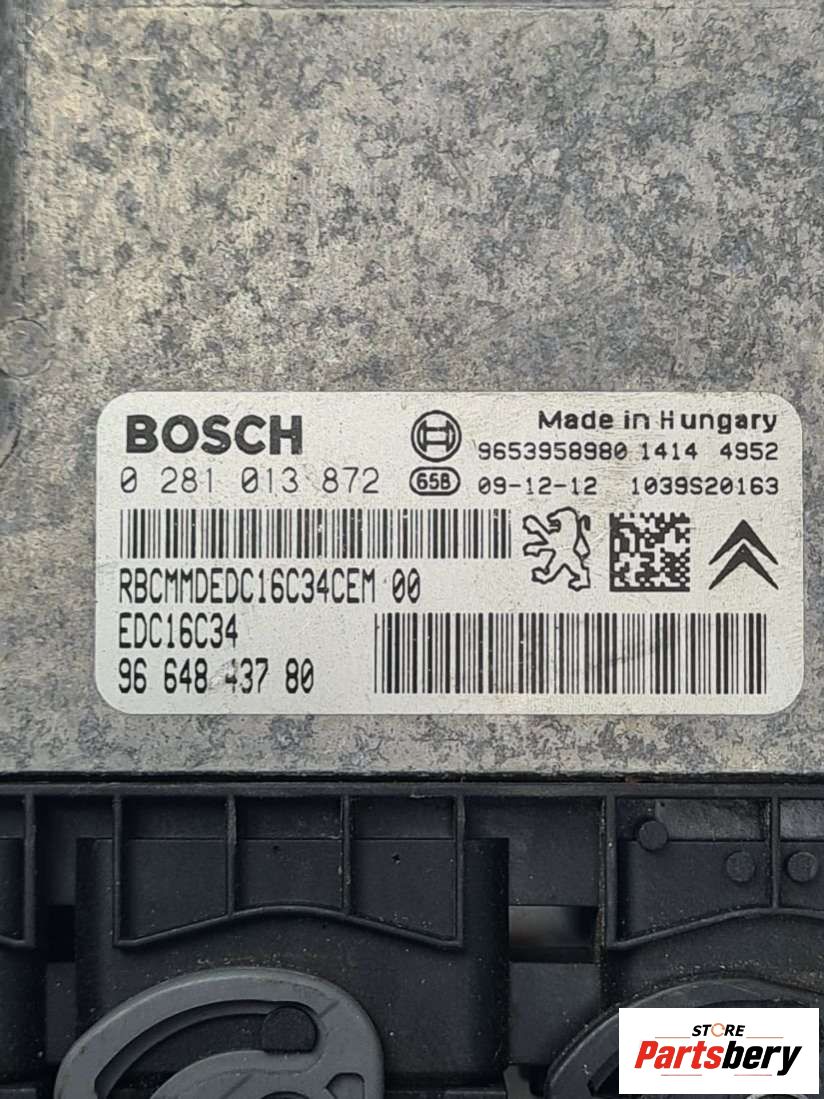 BOSCH
Made in Hungary
9653958980 1414 4952
0 281 013 872
G5B
09-12-12 1039S20163
RBCMMDEDC16C34CEM 00
EDC16C34
96 648 437 80
STORE
Partsbery